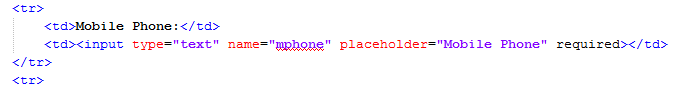 <tr>
<td>Mobile Phone:</td>
<td><input type="text" name="mphone" placeholder="Mobile Phone" required></td>
</tr>
<tr>